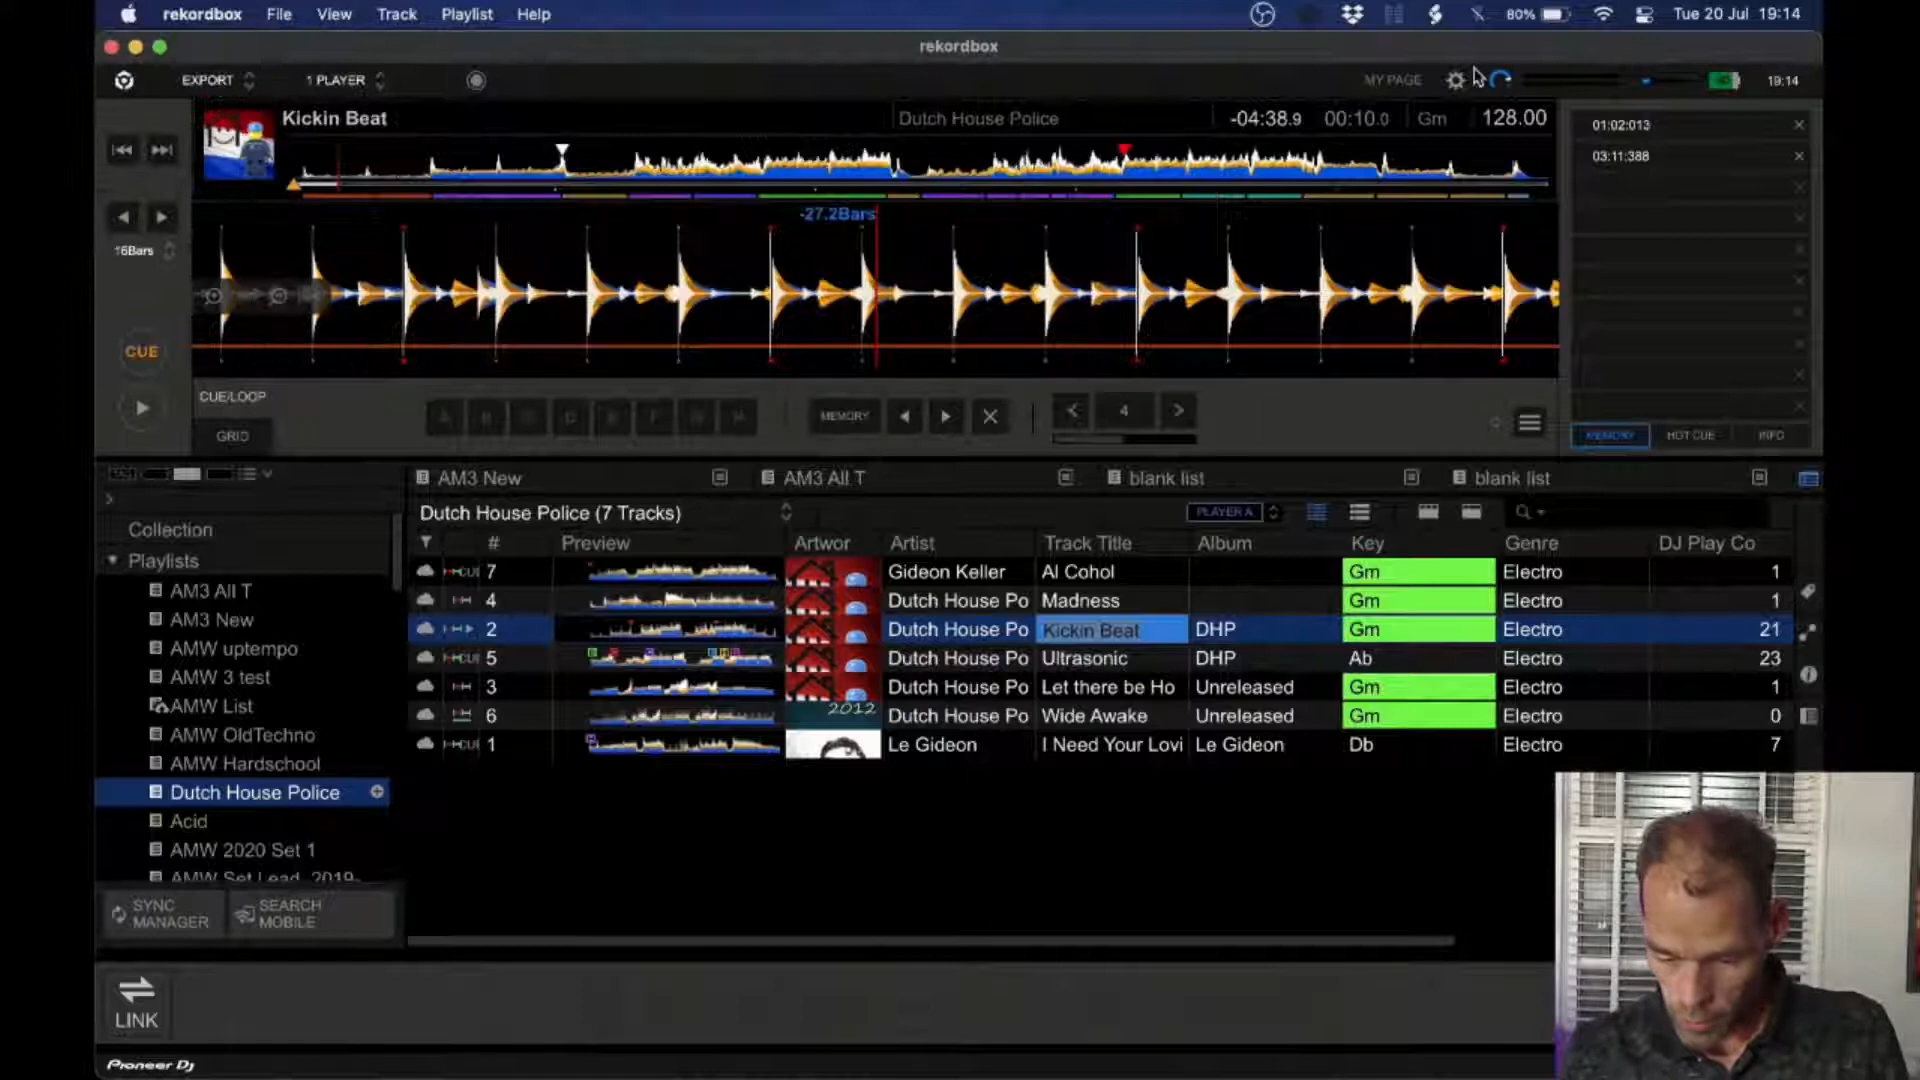 rekordbox File View Track Playlist Help 80% Tue 20 Jul 19:14
rekordbox
EXPORT 1 PLAYER MY PAGE 19:14
Kickin Beat Dutch House Police -04:38.9 00:10.0 Gm 128.00
01:02:013
03:11:388
-27.2Bars
16Bars
CUE
CUE/LOOP
GRID
A B C D E F G H MEMORY 4
MEMORY HOT CUE INFO
AM3 New AM3 All T blank list blank list
Dutch House Police (7 Tracks) PLAYER A
# Preview Artwor Artist Track Title Album Key Genre DJ Play Co
7 Gideon Keller Al Cohol Gm Electro 1
4 Dutch House Po Madness Gm Electro 1
2 Dutch House Po Kickin Beat DHP Gm Electro 21
5 Dutch House Po Ultrasonic DHP Ab Electro 23
3 Dutch House Po Let there be Ho Unreleased Gm Electro 1
6 2012 Dutch House Po Wide Awake Unreleased Gm Electro 0
1 Le Gideon I Need Your Lovi Le Gideon Db Electro 7
Collection
Playlists
AM3 All T
AM3 New
AMW uptempo
AMW 3 test
AMW List
AMW OldTechno
AMW Hardschool
Dutch House Police
Acid
AMW 2020 Set 1
AMW Set Lead 2019-
SYNC
MANAGER
SEARCH
MOBILE
LINK
Pioneer Dj